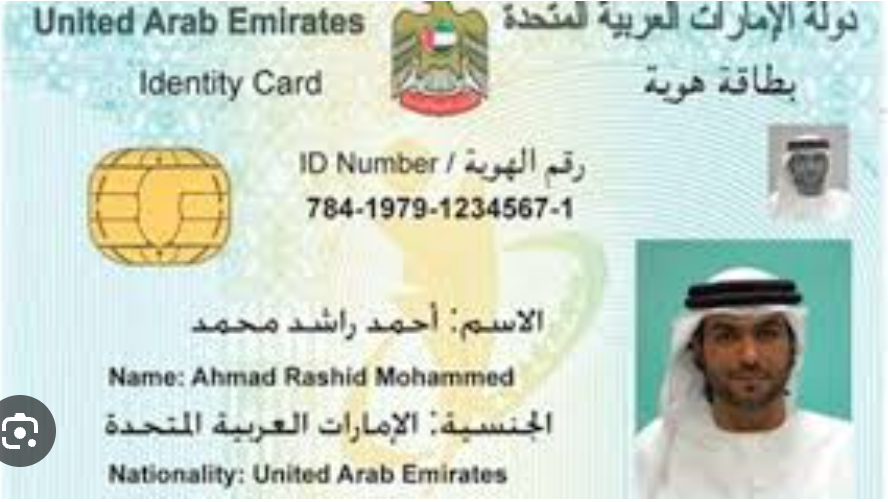 United Arab Emirates
دولة الإمارات العربية المتحدة
Identity Card
بطاقة هوية
ID Number / رقم الهوية
784-1979-1234567-1
الاسم: أحمد راشد محمد
Name: Ahmad Rashid Mohammed
الجنسية: الإمارات العربية المتحدة
Nationality: United Arab Emirates